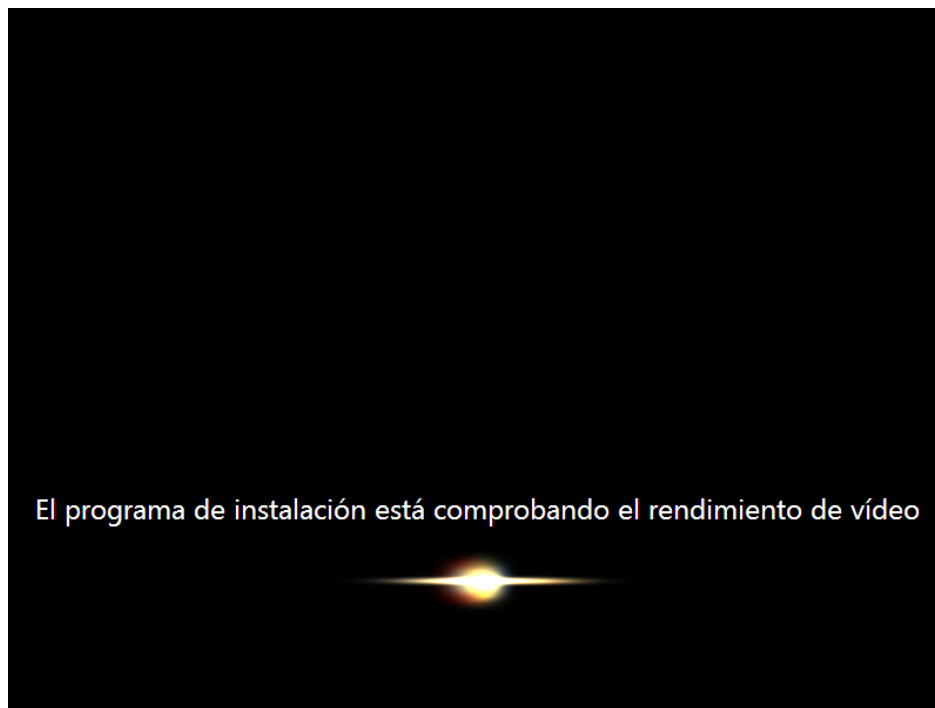 El programa de instalación está comprobando el rendimiento de vídeo